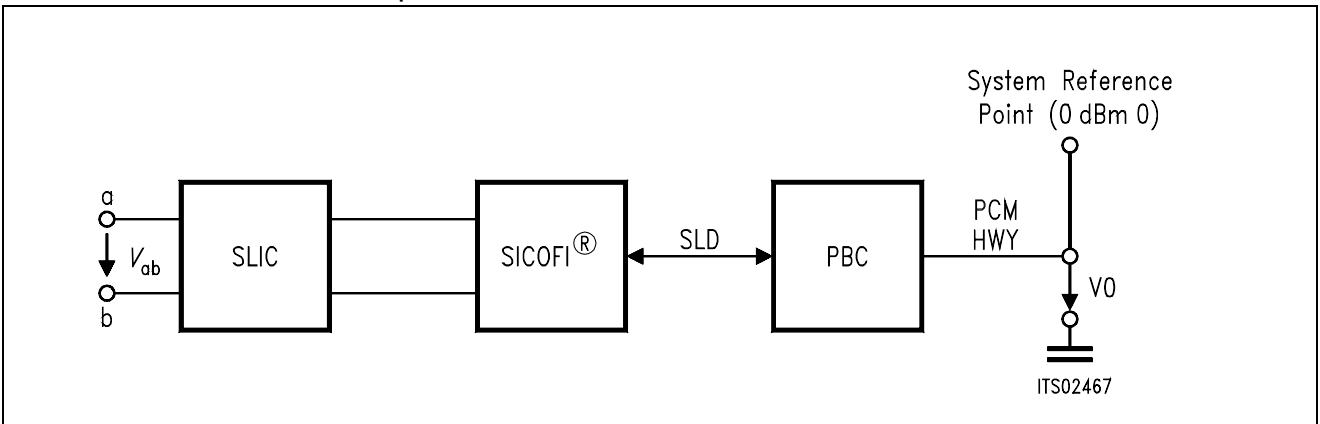 System Reference
Point (0 dBm 0)
a
Vab
b
SLIC
SICOFI®
SLD
PBC
PCM
HWY
V0
ITS02467